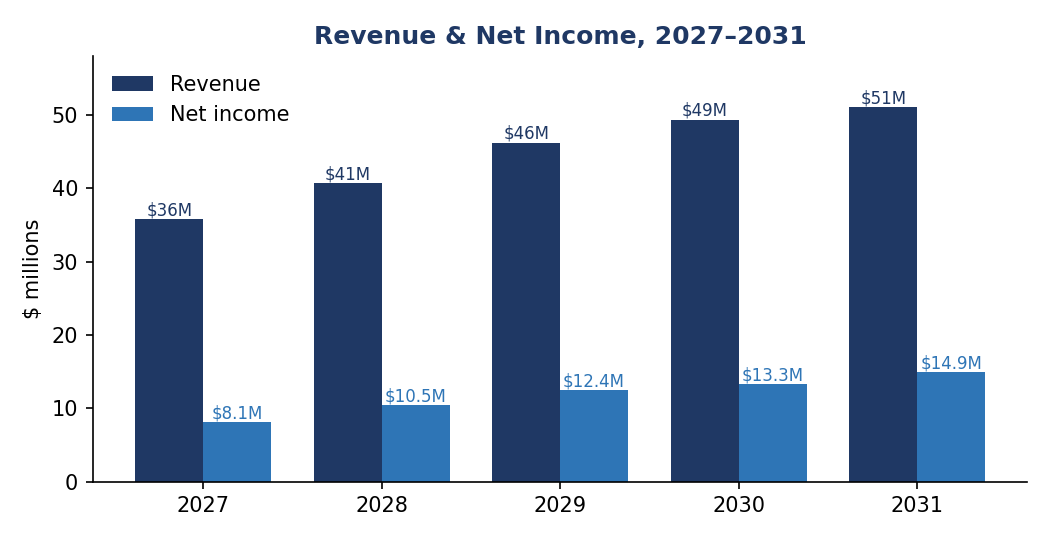 Revenue & Net Income, 2027–2031
Revenue
Net income
$ millions
50
40
30
20
10
0
$36M
$8.1M
$41M
$10.5M
$46M
$12.4M
$49M
$13.3M
$51M
$14.9M
2027 2028 2029 2030 2031